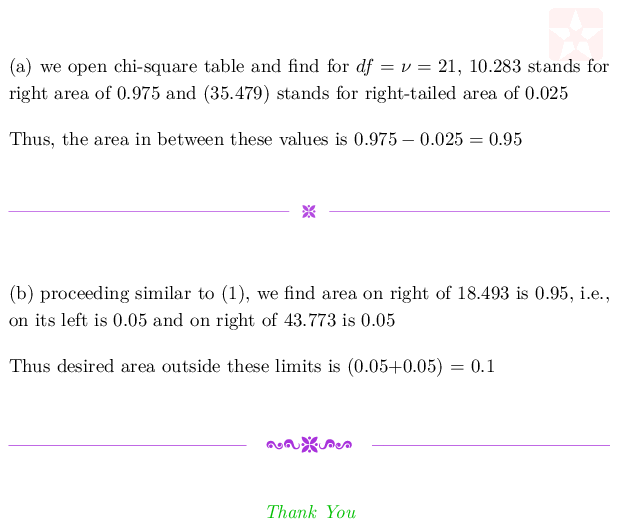 (a) we open chi-square table and find for df = ν = 21, 10.283 stands for
right area of 0.975 and (35.479) stands for right-tailed area of 0.025
Thus, the area in between these values is 0.975 − 0.025 = 0.95
(b) proceeding similar to (1), we find area on right of 18.493 is 0.95, i.e.,
on its left is 0.05 and on right of 43.773 is 0.05
Thus desired area outside these limits is (0.05+0.05) = 0.1
Thank You